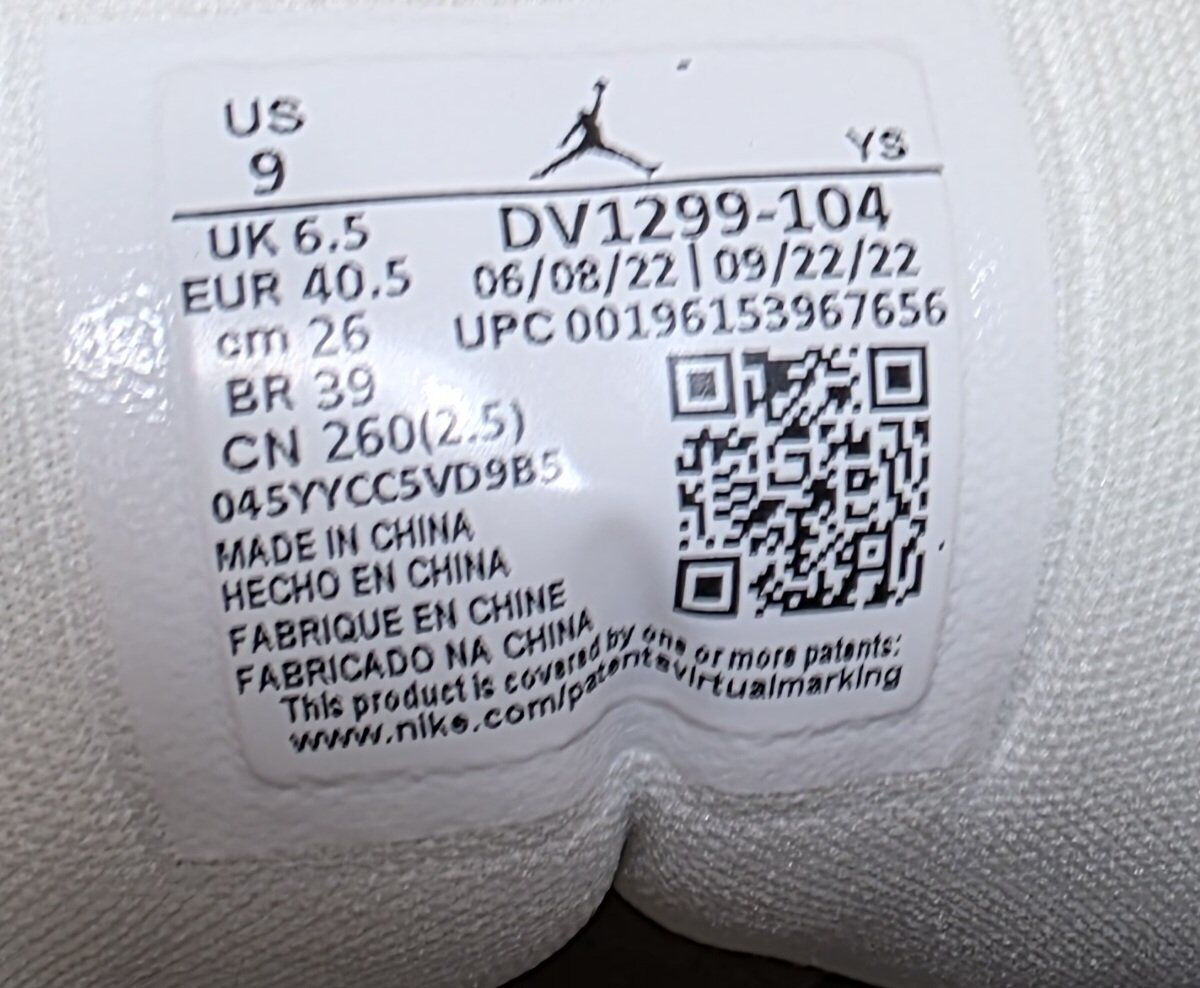 US
9
YS
UK 6.5
EUR 40.5
cm 26
BR 39
CN 260(2.5)
045YYCC5VD9B5
DV1299-104
06/08/22 | 09/22/22
UPC 00196153967656
MADE IN CHINA
HECHO EN CHINA
FABRIQUE EN CHINE
FABRICADO NA CHINA
This product is covered by one or more patents:
www.nike.com/patentsvirtualmarking